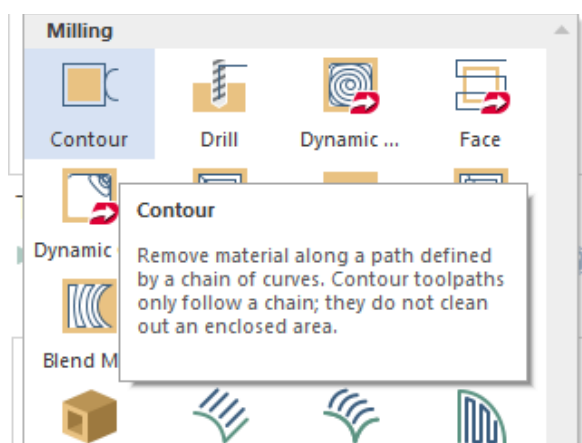 Milling
Contour
Drill
Dynamic ...
Face
Dynamic
Contour
Remove material along a path defined
by a chain of curves. Contour toolpaths
only follow a chain; they do not clean
out an enclosed area.
Blend M